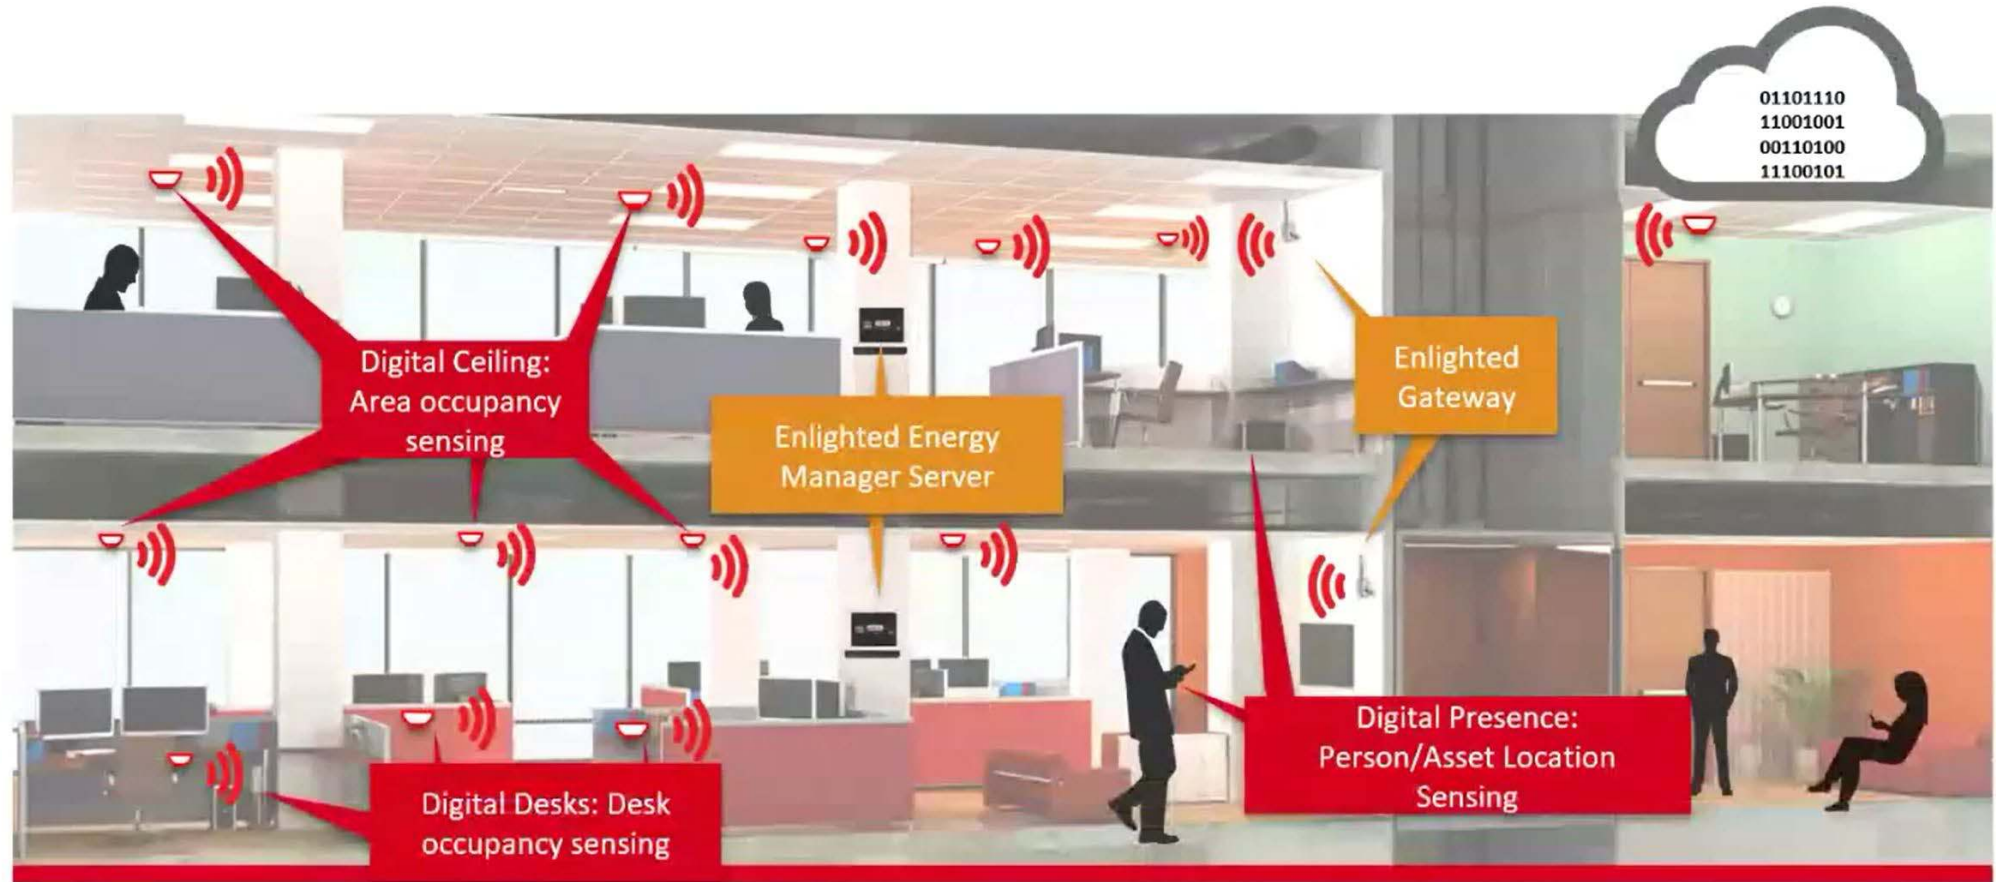 01101110
11001001
00110100
11100101
Digital Ceiling:
Area occupancy
sensing
Enlighted Energy
Manager Server
Enlighted
Gateway
Digital Presence:
Person/Asset Location
Sensing
Digital Desks: Desk
occupancy sensing